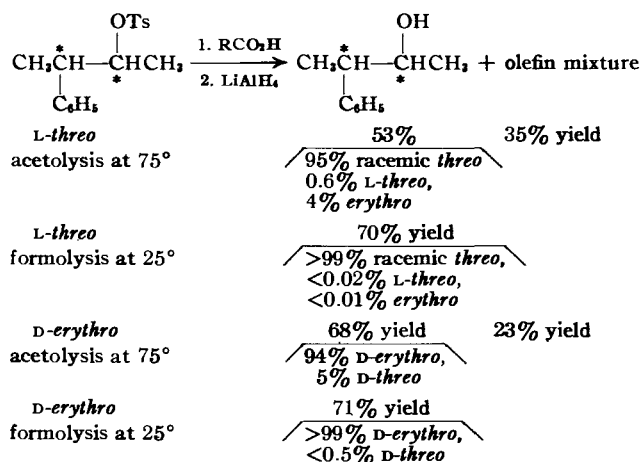 OTs OH
CH₃CH—CHCH₃ 1. RCO₂H CH₃CH—CHCH₃ + olefin mixture
* * 2. LiAlH₄ * *
C₆H₅ C₆H₅
L-threo 53% 35% yield
acetolysis at 75° 95% racemic threo
0.6% L-threo,
4% erythro
L-threo 70% yield
formolysis at 25° >99% racemic threo,
<0.02% L-threo,
<0.01% erythro
D-erythro 68% yield 23% yield
acetolysis at 75° 94% D-erythro,
5% D-threo
D-erythro 71% yield
formolysis at 25° >99% D-erythro,
<0.5% D-threo